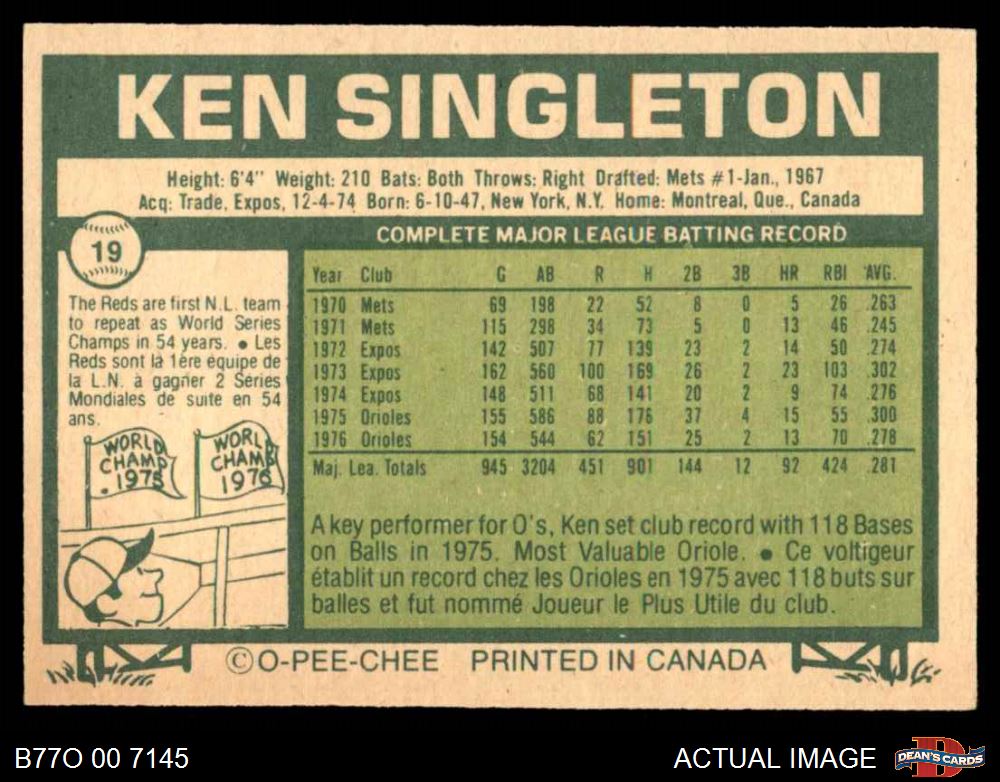 KEN SINGLETON
Height: 6'4" Weight: 210 Bats: Both Throws: Right Drafted: Mets #1-Jan., 1967
Acq: Trade, Expos, 12-4-74 Born: 6-10-47, New York, N.Y. Home: Montreal, Que., Canada
19
The Reds are first N.L. team
to repeat as World Series
Champs in 54 years. • Les
Reds sont la 1ère équipe de
la L.N. à gagner 2 Series
Mondiales de suite en 54
ans.
WORLD
CHAMP
1975
WORLD
CHAMP
1976
COMPLETE MAJOR LEAGUE BATTING RECORD
Year Club G AB R H 2B 3B HR RBI AVG.
1970 Mets 69 198 22 52 8 0 5 26 .263
1971 Mets 115 298 34 73 5 0 13 46 .245
1972 Expos 142 507 77 139 23 2 14 50 .274
1973 Expos 162 560 100 169 26 2 23 103 .302
1974 Expos 148 511 68 141 20 2 9 74 .276
1975 Orioles 155 586 88 176 37 4 15 55 .300
1976 Orioles 154 544 62 151 25 2 13 70 .278
Maj. Lea. Totals 945 3204 451 901 144 12 92 424 .281
A key performer for O's, Ken set club record with 118 Bases
on Balls in 1975. Most Valuable Oriole. • Ce voltigeur
établit un record chez les Orioles en 1975 avec 118 buts sur
balles et fut nommé Joueur le Plus Utile du club.
©O-PEE-CHEE PRINTED IN CANADA
B77O 00 7145
ACTUAL IMAGE
D
DEAN'S CARDS